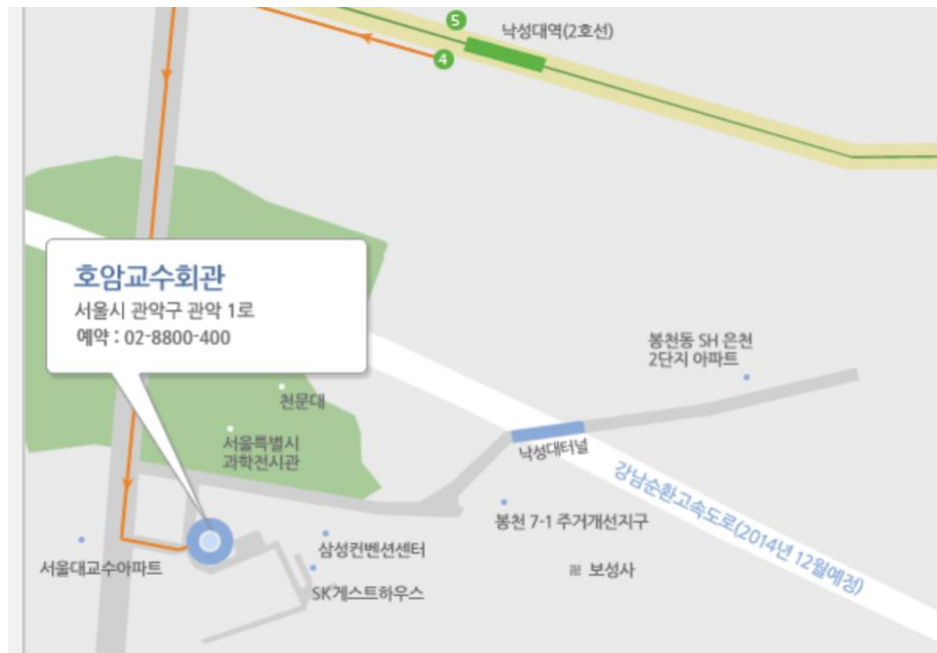 5
낙성대역(2호선)
4
호암교수회관
서울시 관악구 관악 1로
예약 : 02-8800-400
봉천동 SH 은천
2단지 아파트
천문대
서울특별시
과학전시관
낙성대터널
강남순환고속도로(2014년 12월예정)
봉천 7-1 주거개선지구
삼성컨벤션센터
서울대교수아파트
卍 보성사
SK게스트하우스